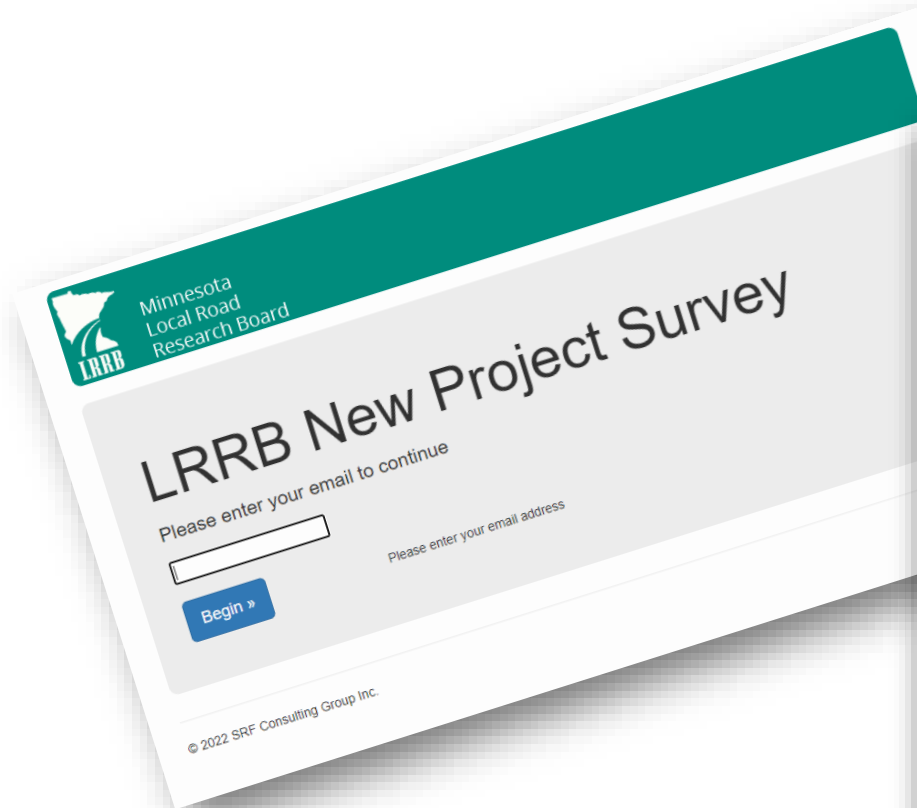 LRRB
Minnesota
Local Road
Research Board
LRRB New Project Survey
Please enter your email to continue
Please enter your email address
Begin »
© 2022 SRF Consulting Group Inc.